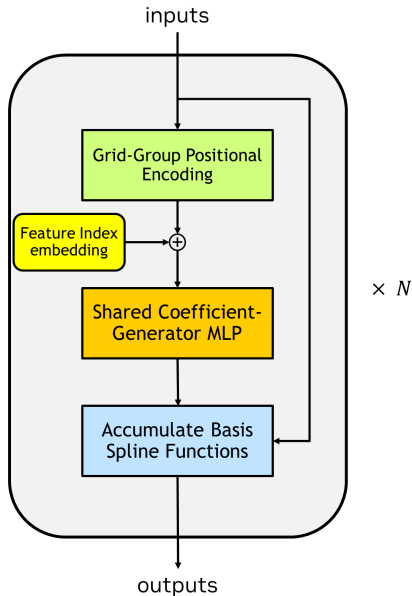 inputs
Grid-Group Positional
Encoding
Feature Index
embedding
+
Shared Coefficient-
Generator MLP
× N
Accumulate Basis
Spline Functions
outputs